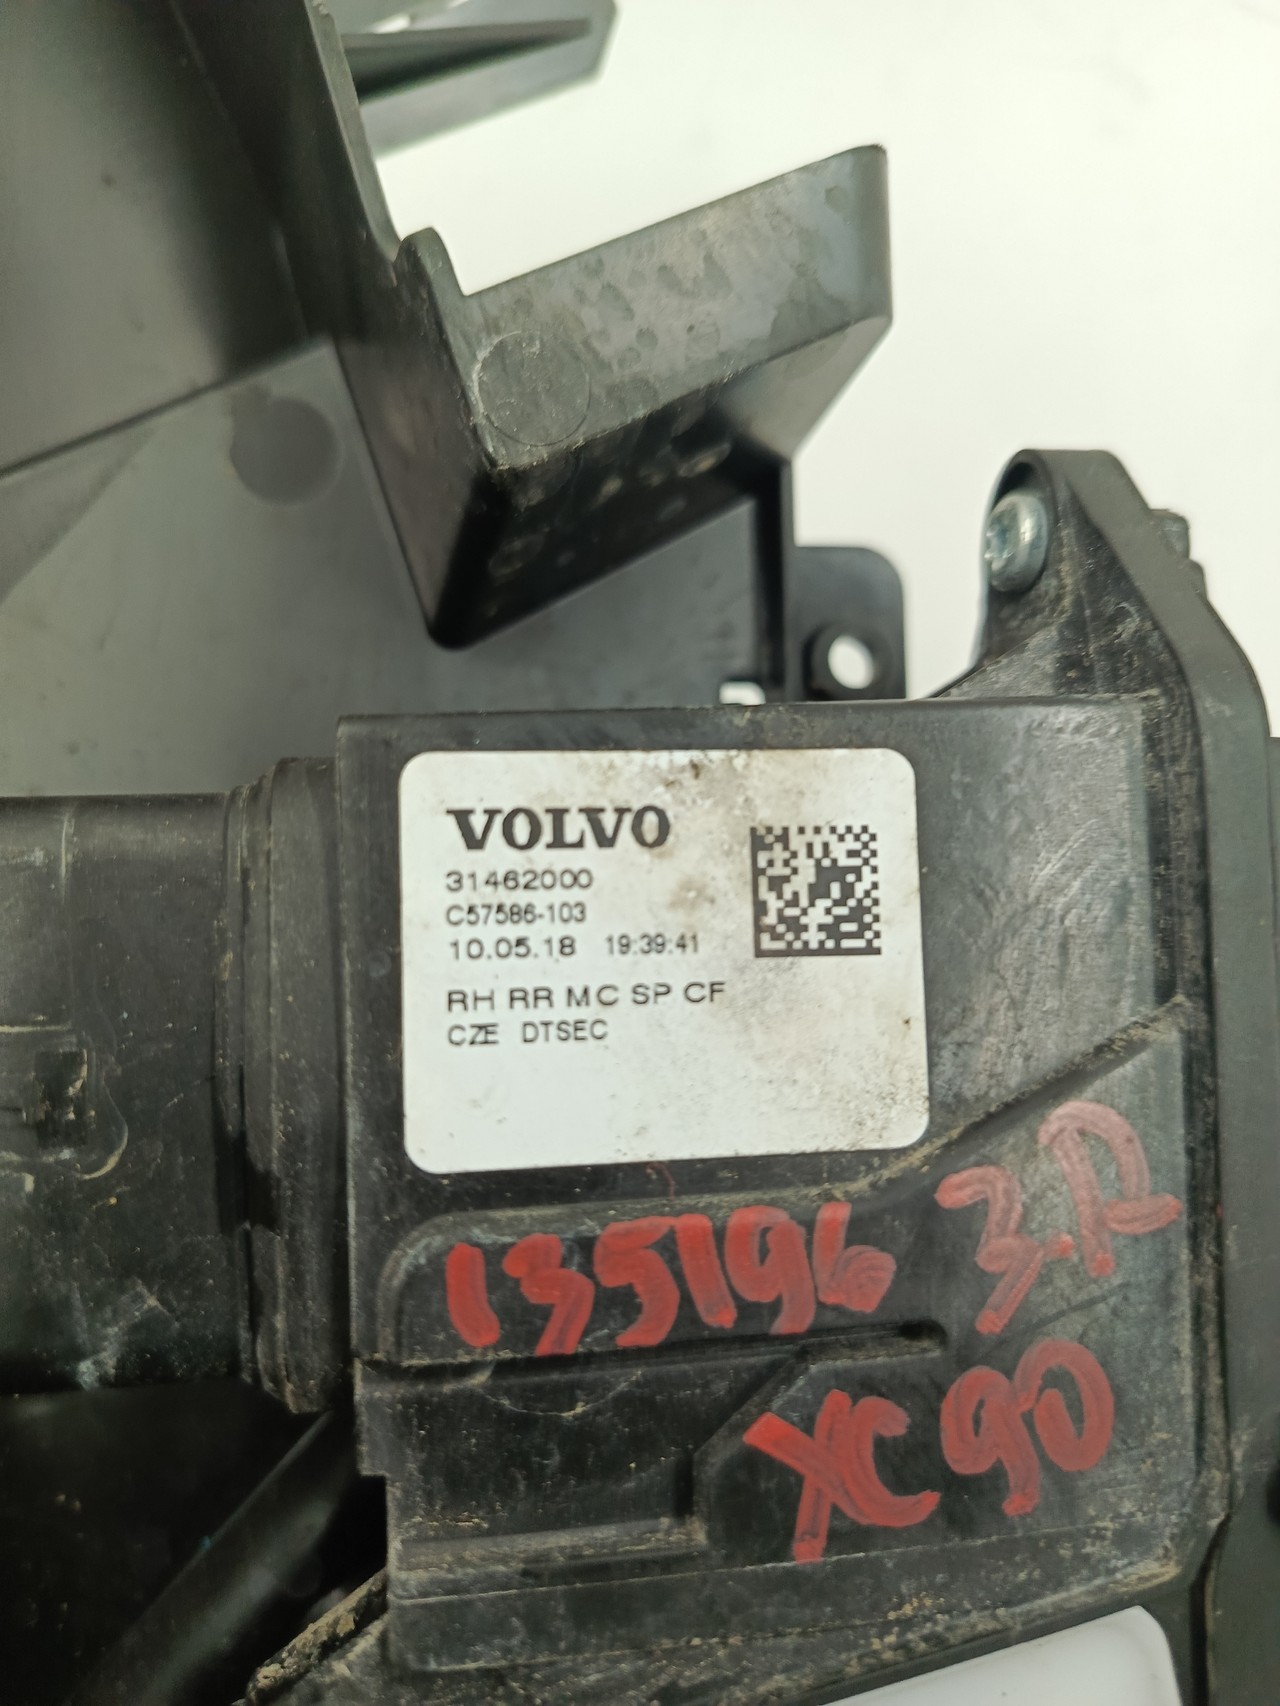 VOLVO
31462000
C57586-103
10.05.18 19:39:41
RH RR MC SP CF
CZE DTSEC
135196 3.Д
XC90